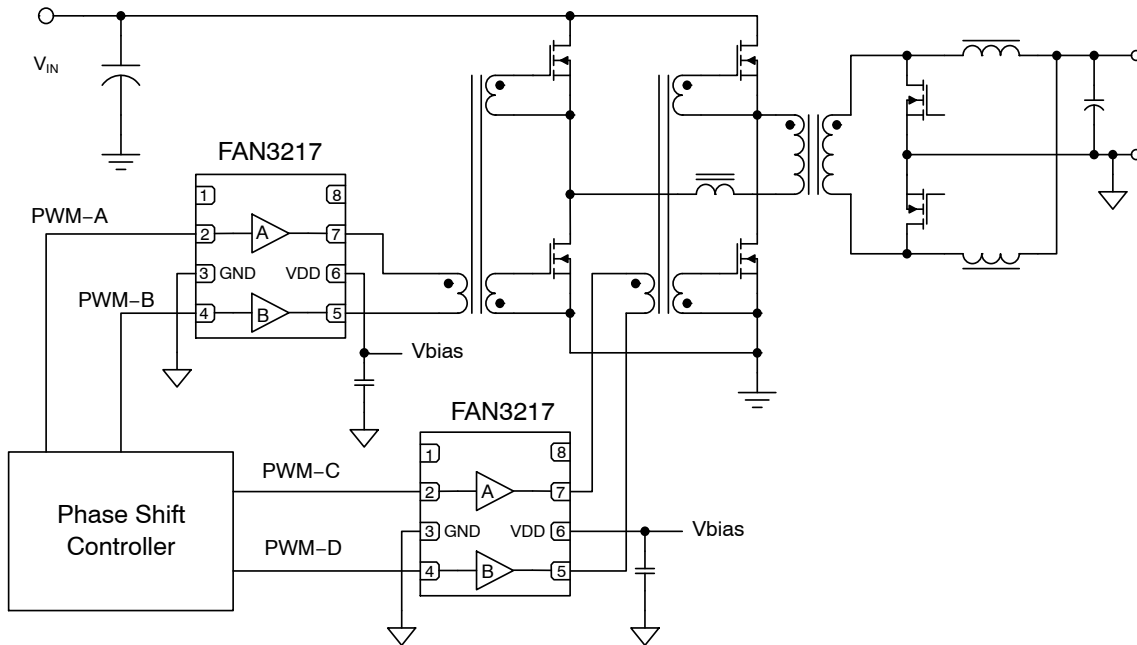 VIN
FAN3217
1
8
PWM−A
2
A
7
3
GND
VDD
6
PWM−B
4
B
5
Vbias
FAN3217
1
8
PWM−C
2
A
7
Phase Shift
Controller
3
GND
VDD
6
Vbias
PWM−D
4
B
5